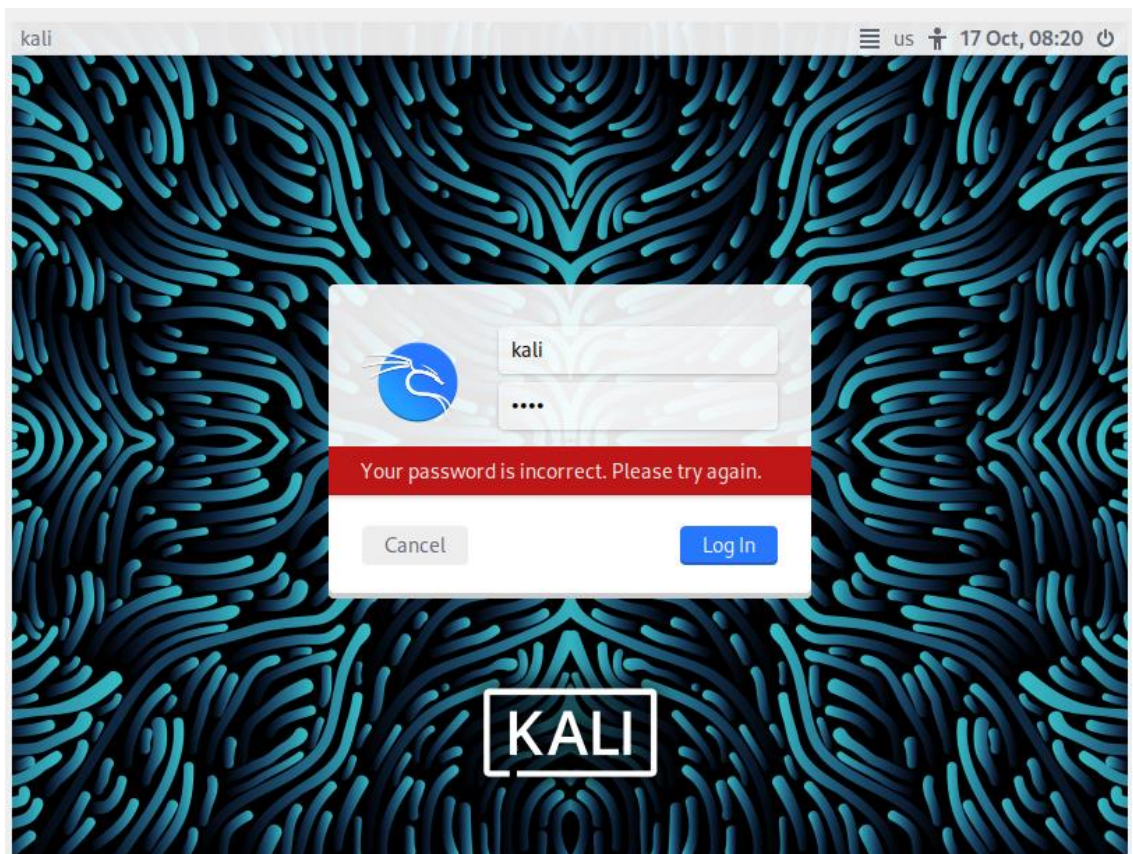 kali us 17 Oct, 08:20
kali
••••
Your password is incorrect. Please try again.
Cancel Log In
KALI